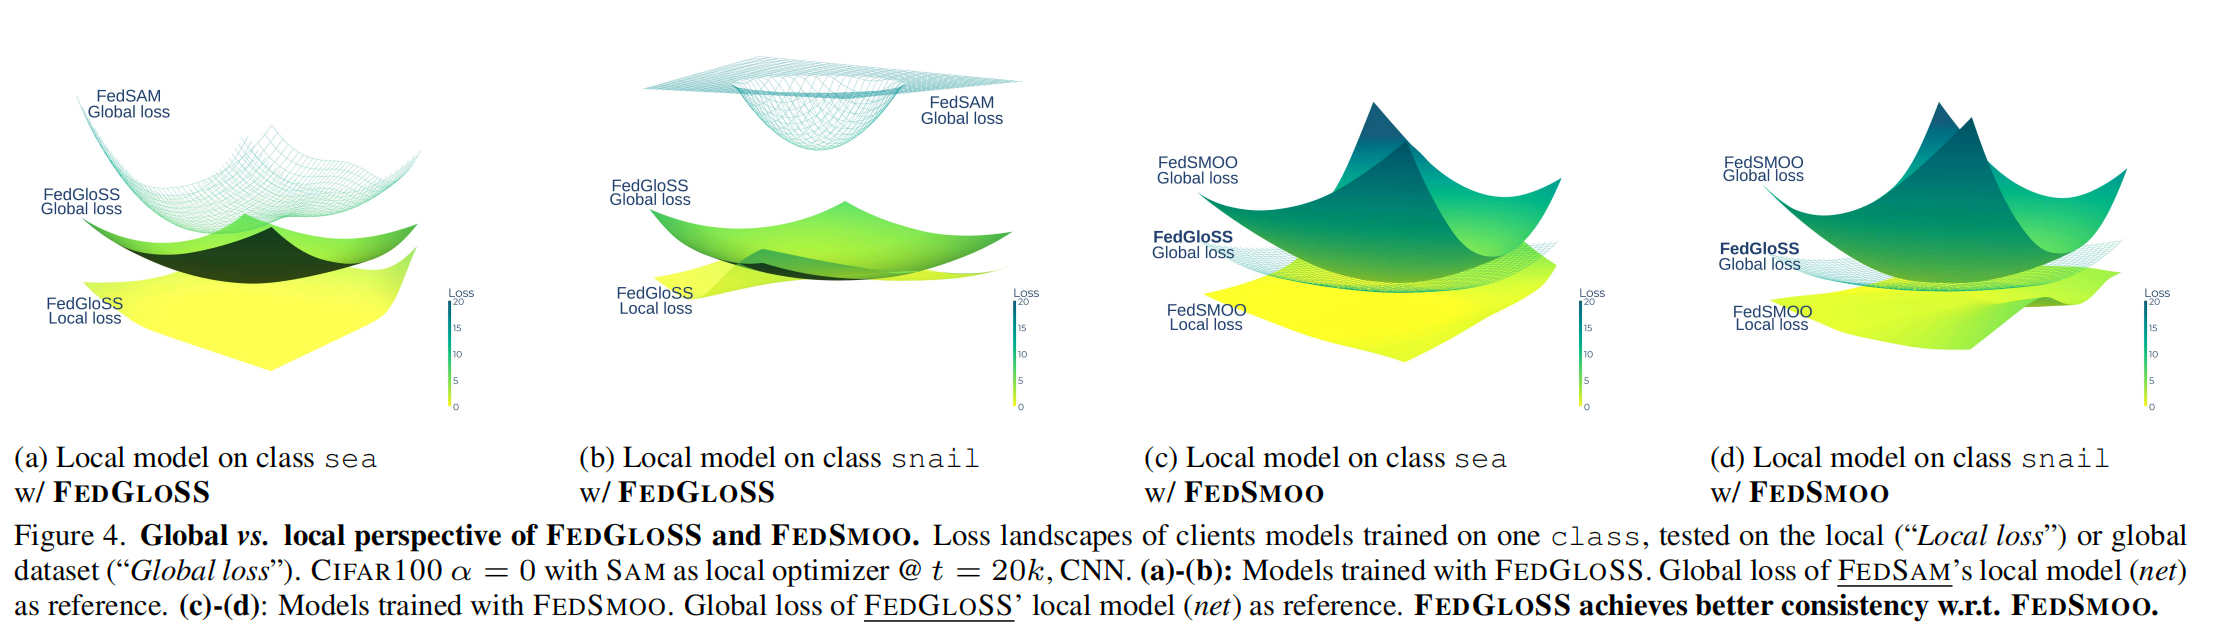 FedSAM
Global loss
FedGloSS
Global loss
FedGloSS
Local loss
Loss
20
15
10
5
0
(a) Local model on class sea
w/ FEDGLOSS
FedSAM
Global loss
FedGloSS
Global loss
FedGloSS
Local loss
Loss
20
15
10
5
0
(b) Local model on class snail
w/ FEDGLOSS
FedSMOO
Global loss
FedGloSS
Global loss
FedSMOO
Local loss
Loss
20
15
10
5
0
(c) Local model on class sea
w/ FEDSMOO
FedSMOO
Global loss
FedGloSS
Global loss
FedSMOO
Local loss
Loss
20
15
10
5
0
(d) Local model on class snail
w/ FEDSMOO
Figure 4. Global vs. local perspective of FEDGLOSS and FEDSMOO. Loss landscapes of clients models trained on one class, tested on the local (“Local loss”) or global
dataset (“Global loss”). CIFAR100 α = 0 with SAM as local optimizer @ t = 20k, CNN. (a)-(b): Models trained with FEDGLOSS. Global loss of FEDSAM’s local model (net)
as reference. (c)-(d): Models trained with FEDSMOO. Global loss of FEDGLOSS’ local model (net) as reference. FEDGLOSS achieves better consistency w.r.t. FEDSMOO.